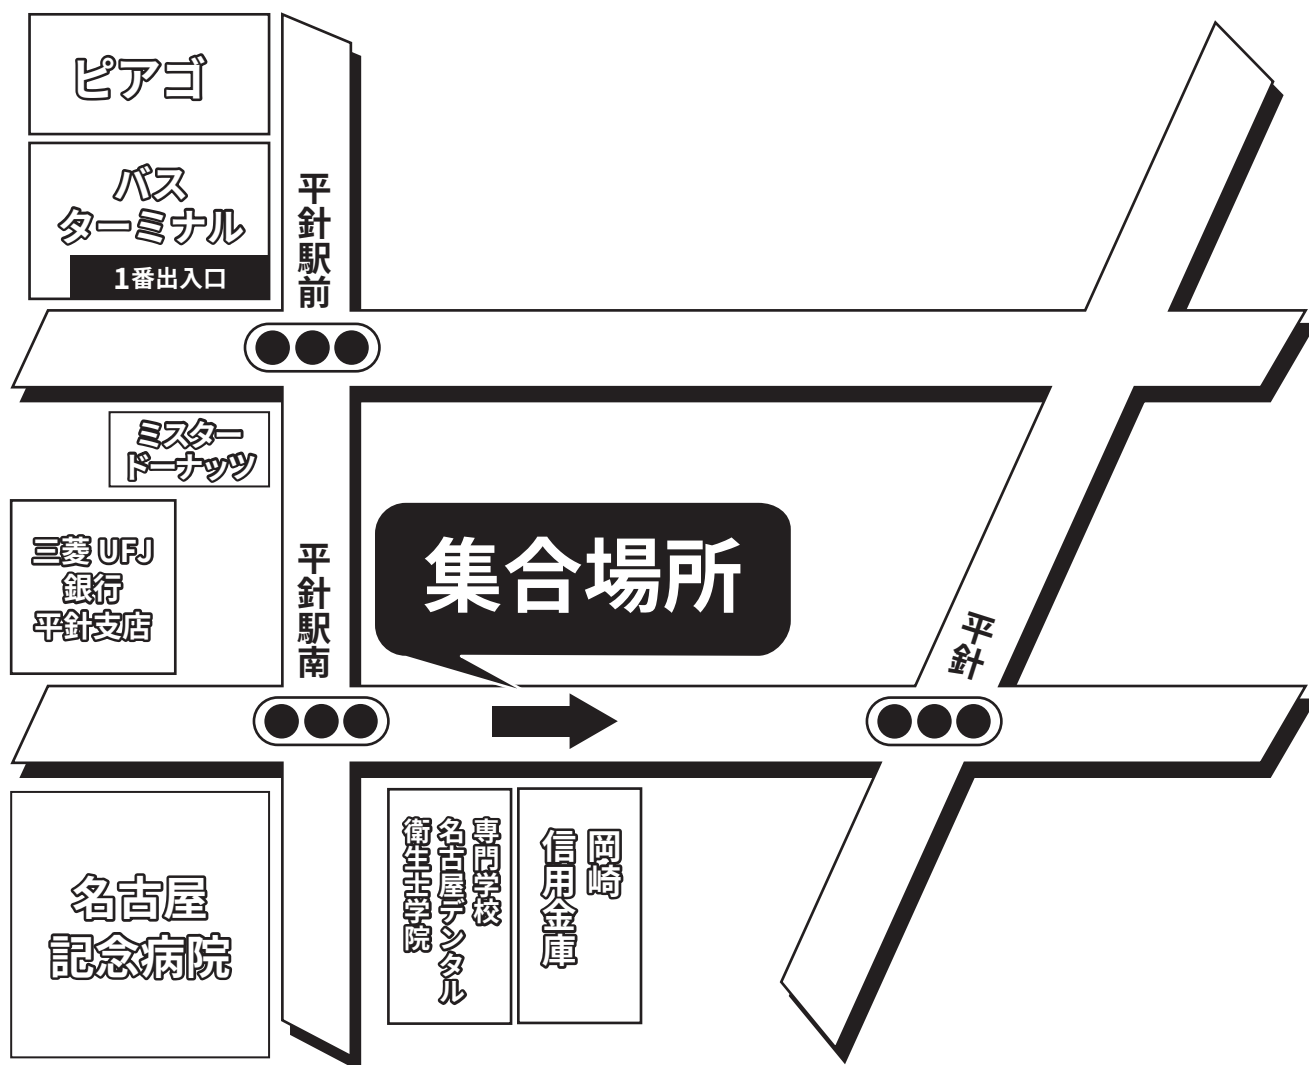 ピアゴ
バス
ターミナル
1番出入口
平針駅前
ミスター
ドーナッツ
三菱 UFJ
銀行
平針支店
平針駅南
集合場所
平針
名古屋
記念病院
専門学校
名古屋デンタル
衛生士学院
岡崎
信用金庫